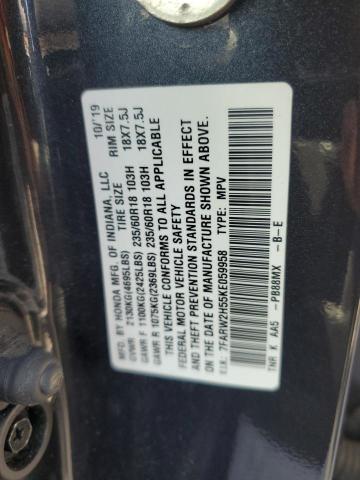 MFD. BY HONDA MFG. OF INDIANA, LLC 10/'19
TIRE SIZE RIM SIZE
GVWR 2130KG(4695LBS)
GAWR F 1100KG(2425LBS) 235/60R18 103H 18X7.5J
GAWR R 1075KG(2369LBS) 235/60R18 103H 18X7.5J
THIS VEHICLE CONFORMS TO ALL APPLICABLE
FEDERAL MOTOR VEHICLE SAFETY
AND THEFT PREVENTION STANDARDS IN EFFECT
ON THE DATE OF MANUFACTURE SHOWN ABOVE.
V.I.N.: 7FARW2H55KE059958 TYPE: MPV
TNR K AA5 -PB88MX -B-E